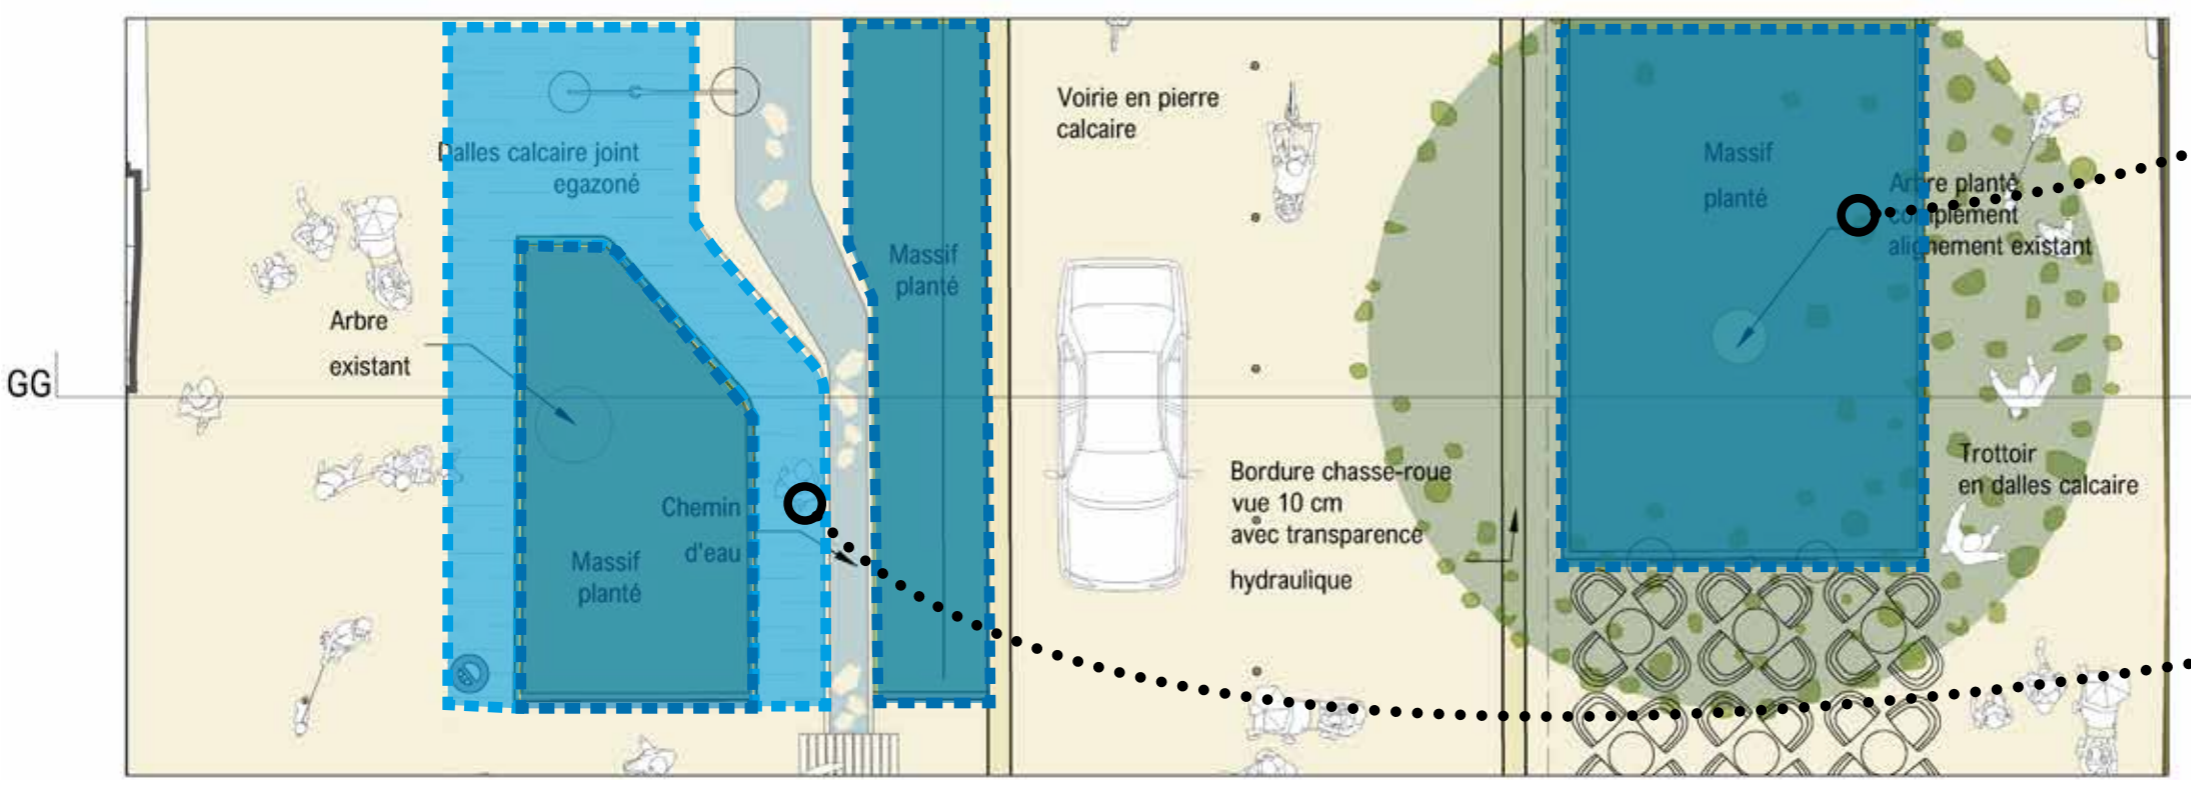 Dalles calcaire joint
egazoné
Voirie en pierre
calcaire
Massif
planté
Arbre planté
complément
alignement existant
Massif
planté
Arbre
existant
GG
Chemin
d'eau
Massif
planté
Bordure chasse-roue
vue 10 cm
avec transparence
hydraulique
Trottoir
en dalles calcaire